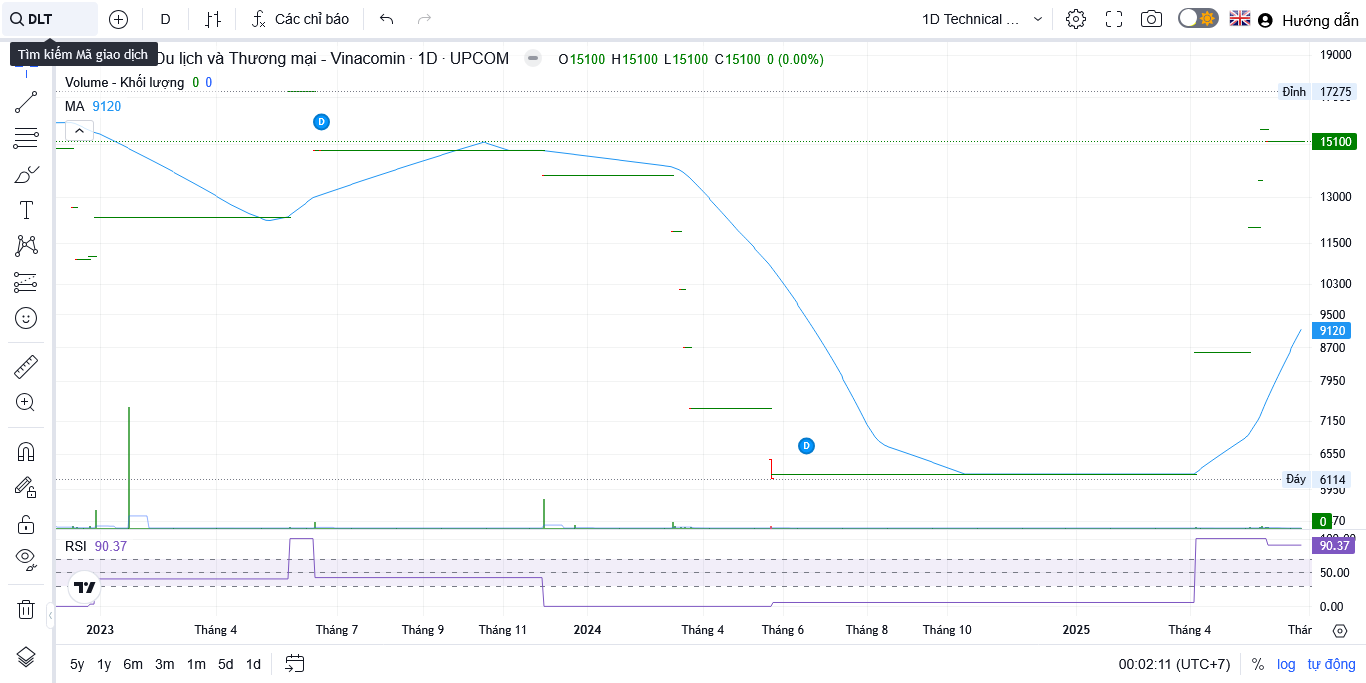 DLT D Các chỉ báo 1D Technical ... Hướng dẫn
Tìm kiếm Mã giao dịch
Du lịch và Thương mại - Vinacomin · 1D · UPCOM O15100 H15100 L15100 C15100 0 (0.00%)
Volume - Khối lượng 0 0
MA 9120
D
D
19000
Đỉnh 17275
15100
13000
11500
10300
9500
9120
8700
7950
7150
6550
Đáy 6114
5950
0
RSI 90.37
90.37
50.00
0.00
2023 Tháng 4 Tháng 7 Tháng 9 Tháng 11 2024 Tháng 4 Tháng 6 Tháng 8 Tháng 10 2025 Tháng 4 Thár
5y 1y 6m 3m 1m 5d 1d 00:02:11 (UTC+7) % log tự động